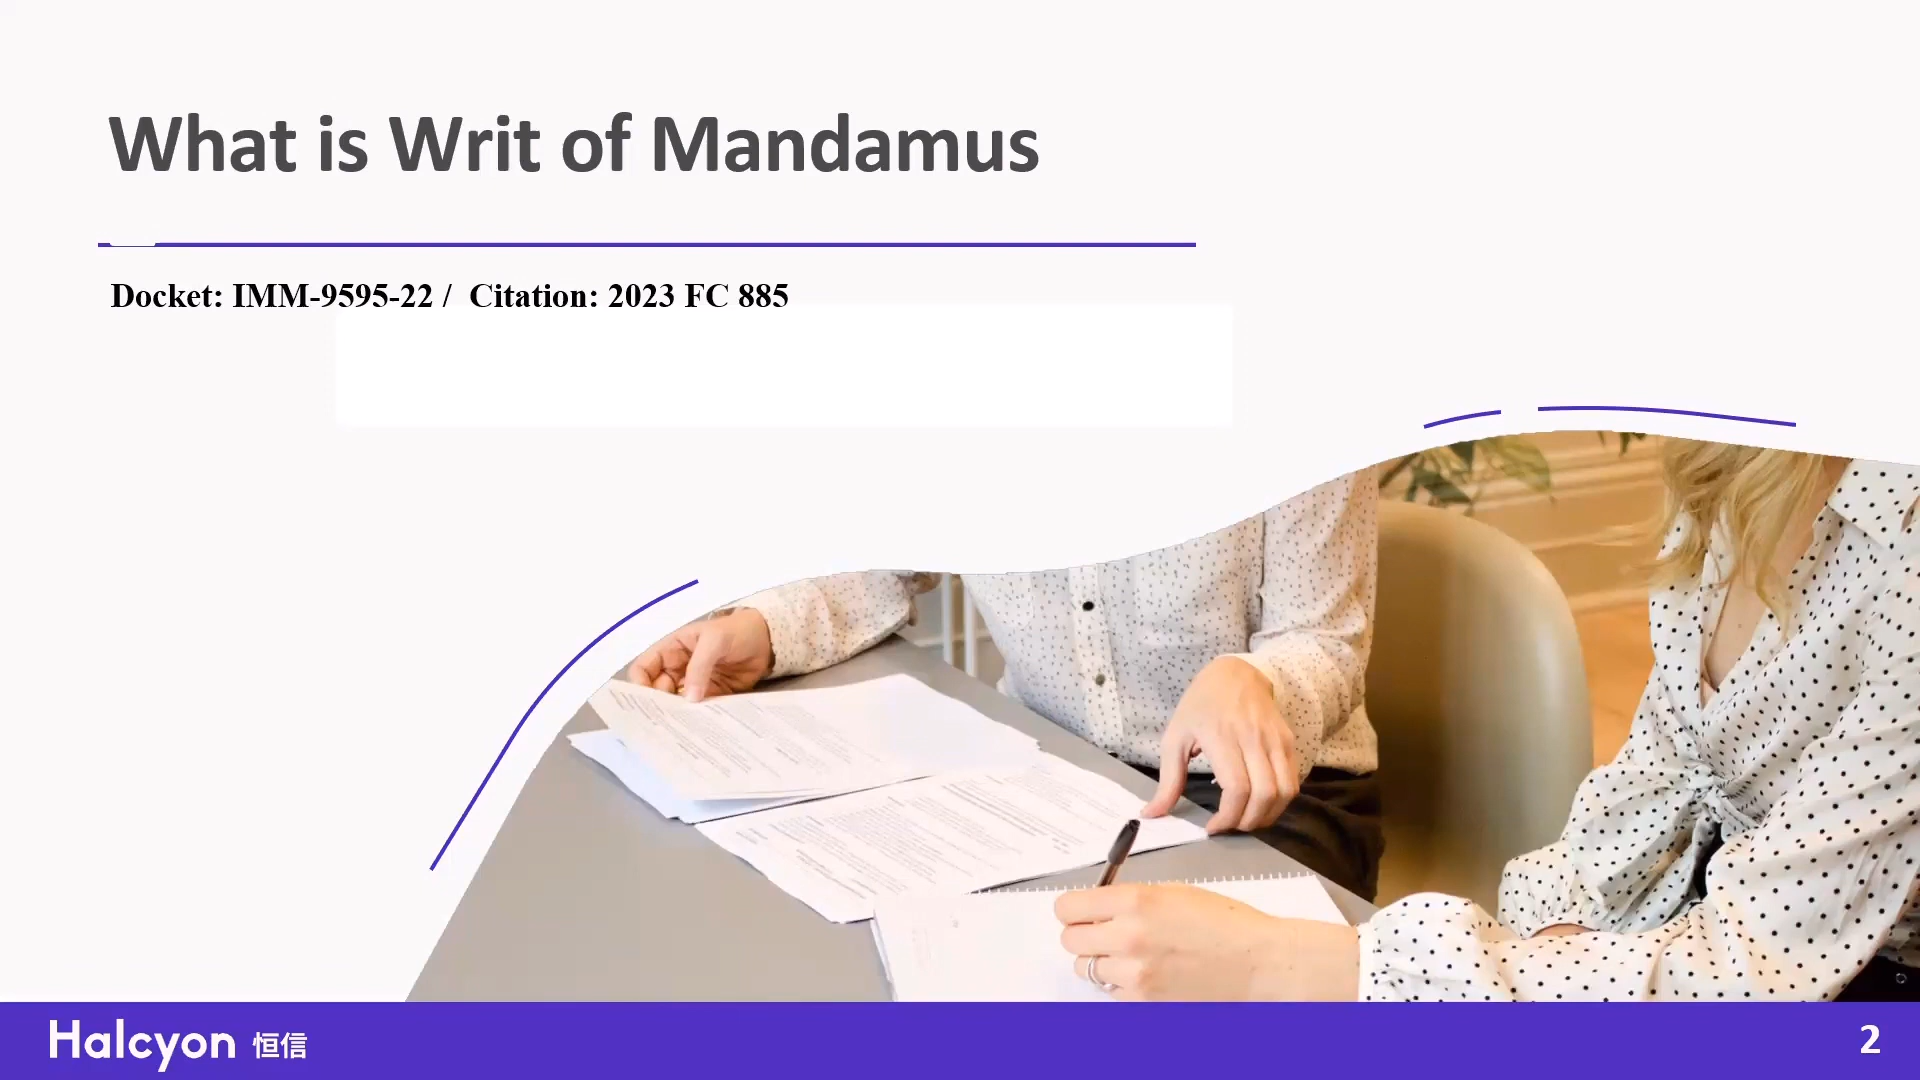 What is Writ of Mandamus
Docket: IMM-9595-22 / Citation: 2023 FC 885
Halcyon 恒信
2